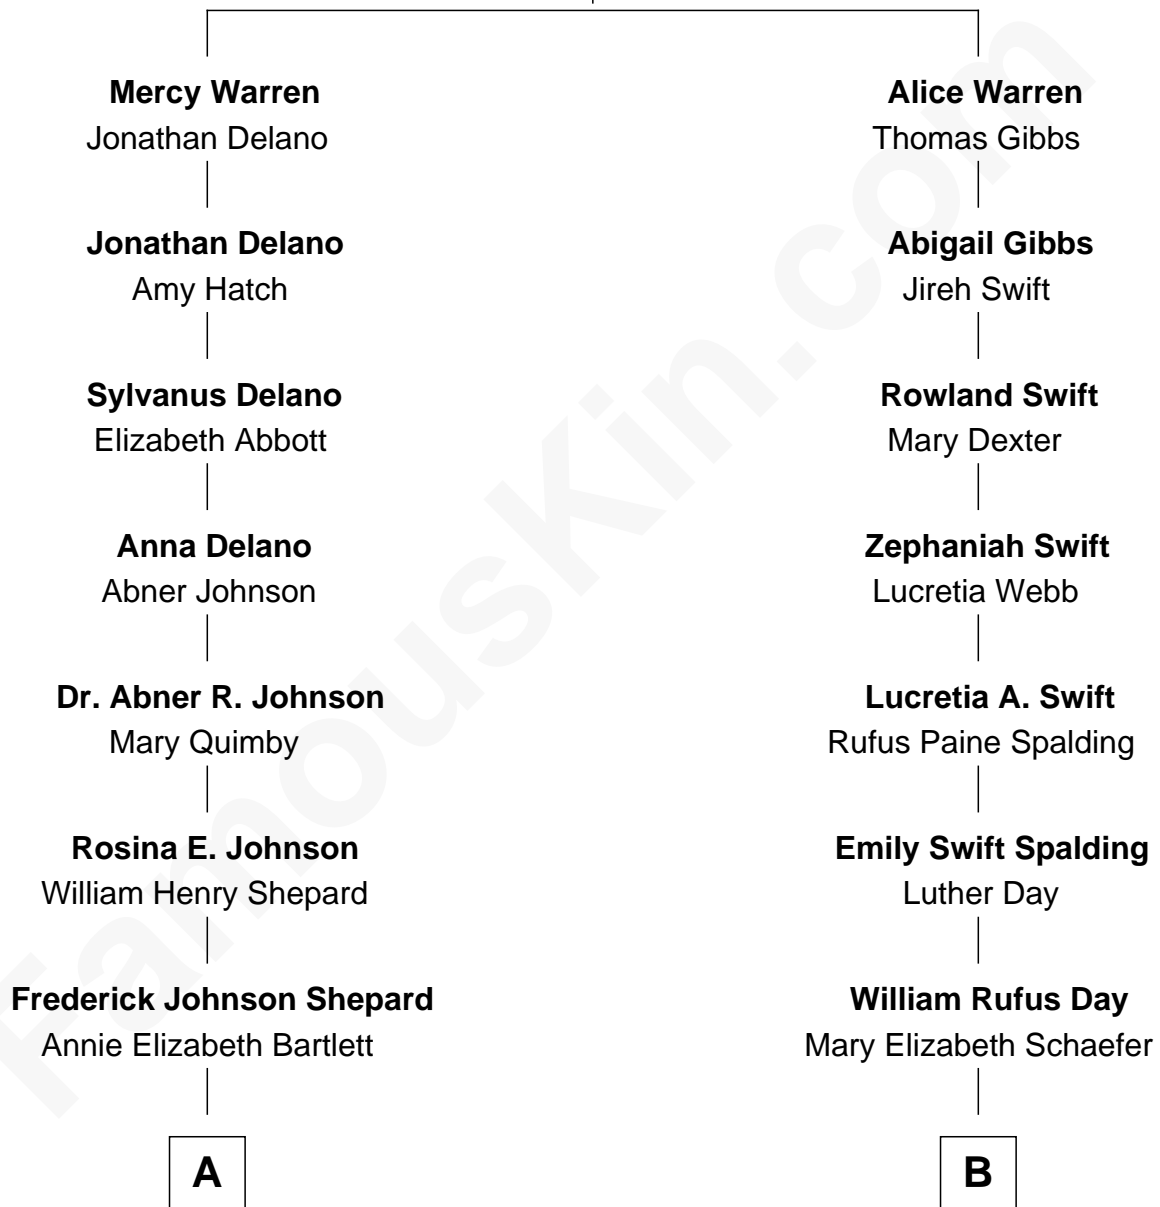 Mercy Warren
Jonathan Delano
Alice Warren
Thomas Gibbs
Jonathan Delano
Amy Hatch
Abigail Gibbs
Jireh Swift
Sylvanus Delano
Elizabeth Abbott
Rowland Swift
Mary Dexter
Anna Delano
Abner Johnson
Zephaniah Swift
Lucretia Webb
Dr. Abner R. Johnson
Mary Quimby
Lucretia A. Swift
Rufus Paine Spalding
Rosina E. Johnson
William Henry Shepard
Emily Swift Spalding
Luther Day
Frederick Johnson Shepard
Annie Elizabeth Bartlett
William Rufus Day
Mary Elizabeth Schaefer
A
B
FamousKin.com